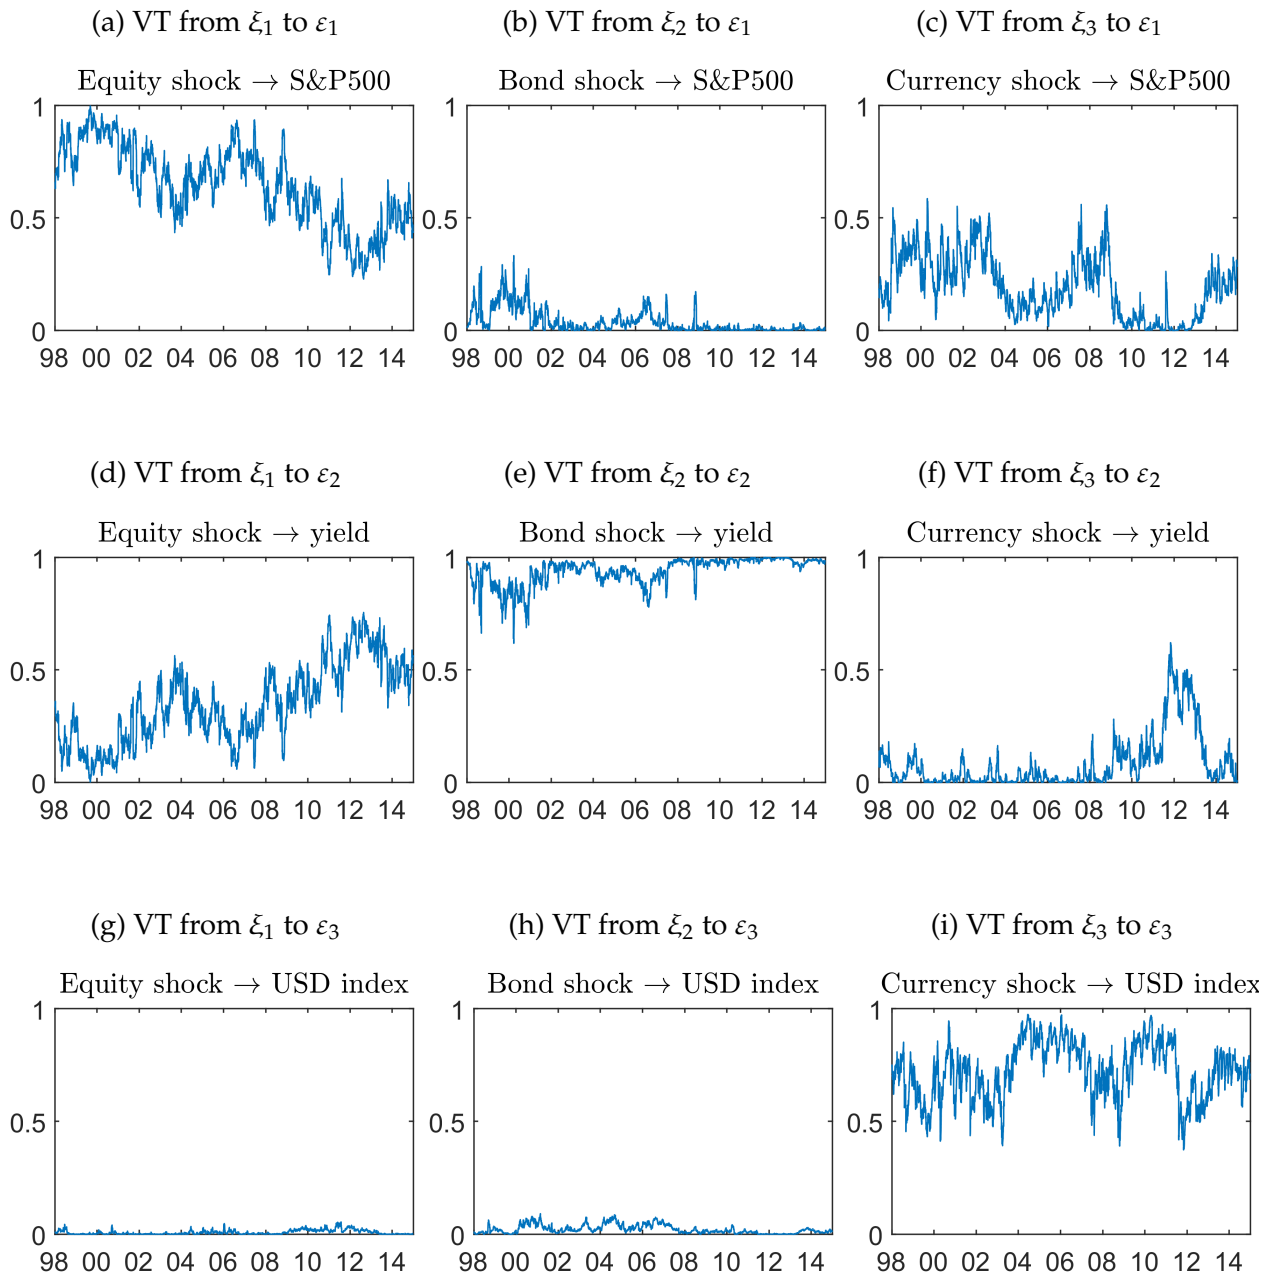 (a) VT from ξ1 to ε1
(b) VT from ξ2 to ε1
(c) VT from ξ3 to ε1
Equity shock → S&P500
Bond shock → S&P500
Currency shock → S&P500
1
0.5
0
98 00 02 04 06 08 10 12 14
1
0.5
0
98 00 02 04 06 08 10 12 14
1
0.5
0
98 00 02 04 06 08 10 12 14
(d) VT from ξ1 to ε2
(e) VT from ξ2 to ε2
(f) VT from ξ3 to ε2
Equity shock → yield
Bond shock → yield
Currency shock → yield
1
0.5
0
98 00 02 04 06 08 10 12 14
1
0.5
0
98 00 02 04 06 08 10 12 14
1
0.5
0
98 00 02 04 06 08 10 12 14
(g) VT from ξ1 to ε3
(h) VT from ξ2 to ε3
(i) VT from ξ3 to ε3
Equity shock → USD index
Bond shock → USD index
Currency shock → USD index
1
0.5
0
98 00 02 04 06 08 10 12 14
1
0.5
0
98 00 02 04 06 08 10 12 14
1
0.5
0
98 00 02 04 06 08 10 12 14